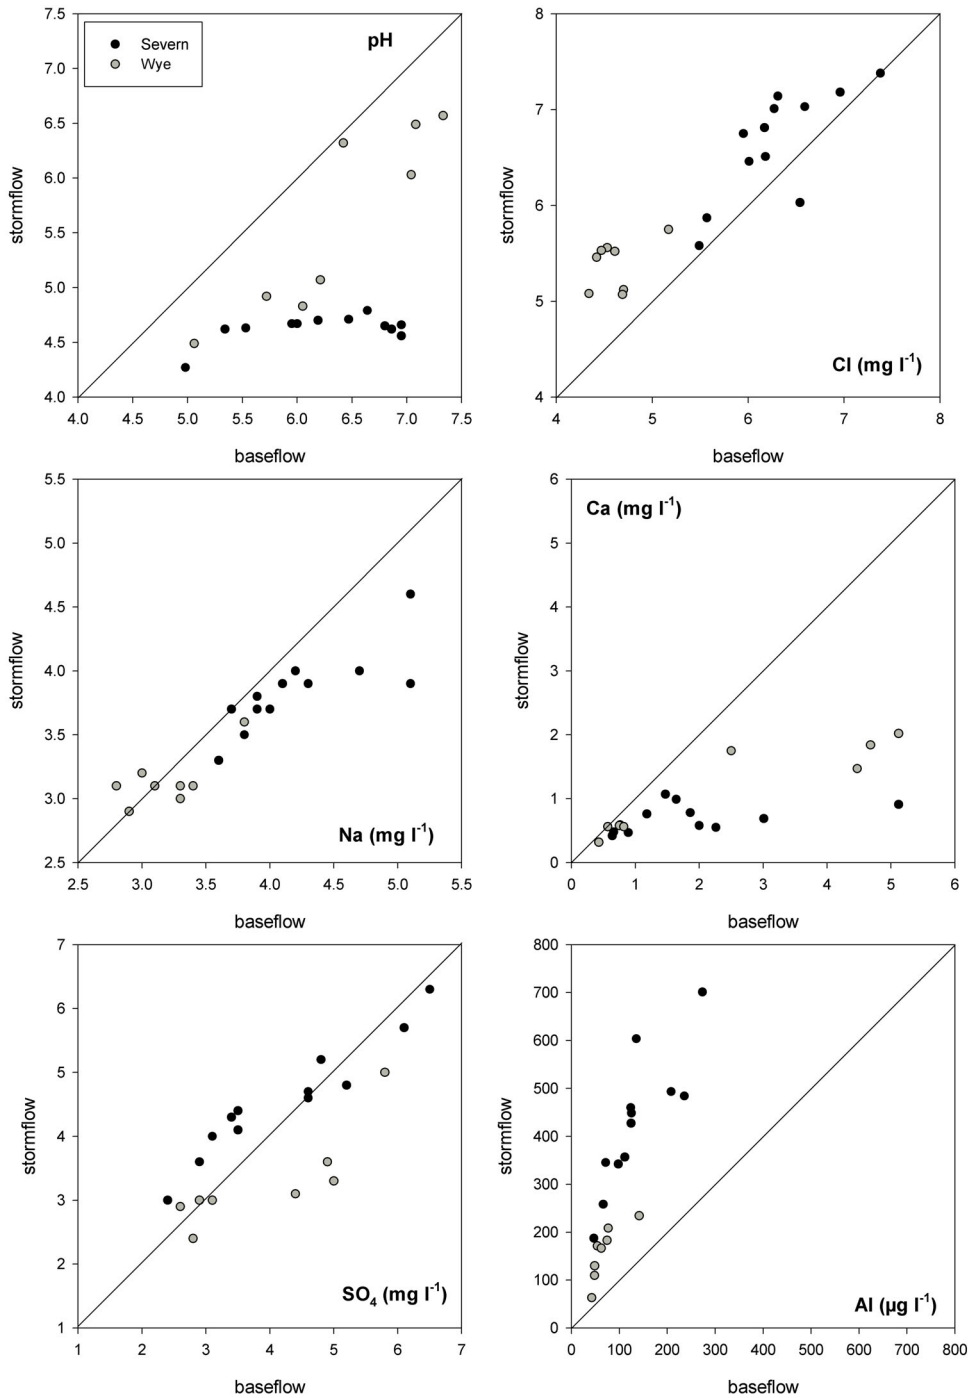 7.5
7.0
6.5
6.0
5.5
5.0
4.5
4.0
stormflow
Severn
Wye
pH
4.0 4.5 5.0 5.5 6.0 6.5 7.0 7.5
baseflow
8
7
6
5
4
stormflow
Cl (mg l-1)
4 5 6 7 8
baseflow
5.5
5.0
4.5
4.0
3.5
3.0
2.5
stormflow
Na (mg l-1)
2.5 3.0 3.5 4.0 4.5 5.0 5.5
baseflow
6
5
4
3
2
1
0
stormflow
Ca (mg l-1)
0 1 2 3 4 5 6
baseflow
7
6
5
4
3
2
1
stormflow
SO4 (mg l-1)
1 2 3 4 5 6 7
baseflow
800
700
600
500
400
300
200
100
0
stormflow
Al (µg l-1)
0 100 200 300 400 500 600 700 800
baseflow